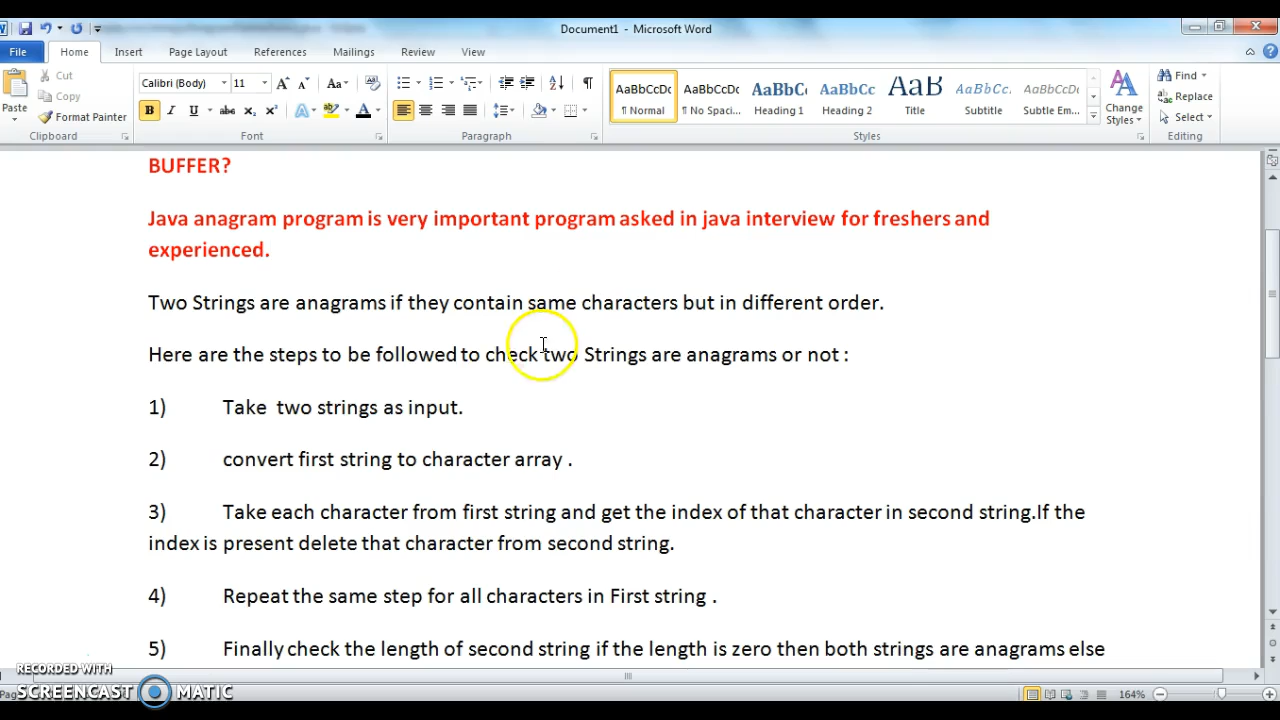 Document1 - Microsoft Word
File Home Insert Page Layout References Mailings Review View
Cut
Calibri (Body) 11 Aa
AaBbCcDc AaBbCcDc AaBbC AaBbCc AaB AaBbCc. AaBbCcDc
Find
Copy
Replace
Paste
B I U abc x₂ x² A A
¶ Normal ¶ No Spaci... Heading 1 Heading 2 Title Subtitle Subtle Em...
Change Styles
Format Painter
Select
Clipboard Font Paragraph Styles Editing
BUFFER?
Java anagram program is very important program asked in java interview for freshers and
experienced.
Two Strings are anagrams if they contain same characters but in different order.
Here are the steps to be followed to check two Strings are anagrams or not :
1) Take  two strings as input.
2) convert first string to character array .
3) Take each character from first string and get the index of that character in second string.If the
index is present delete that character from second string.
4) Repeat the same step for all characters in First string .
5) Finally check the length of second string if the length is zero then both strings are anagrams else
RECORDED WITH
SCREENCAST MATIC
164%